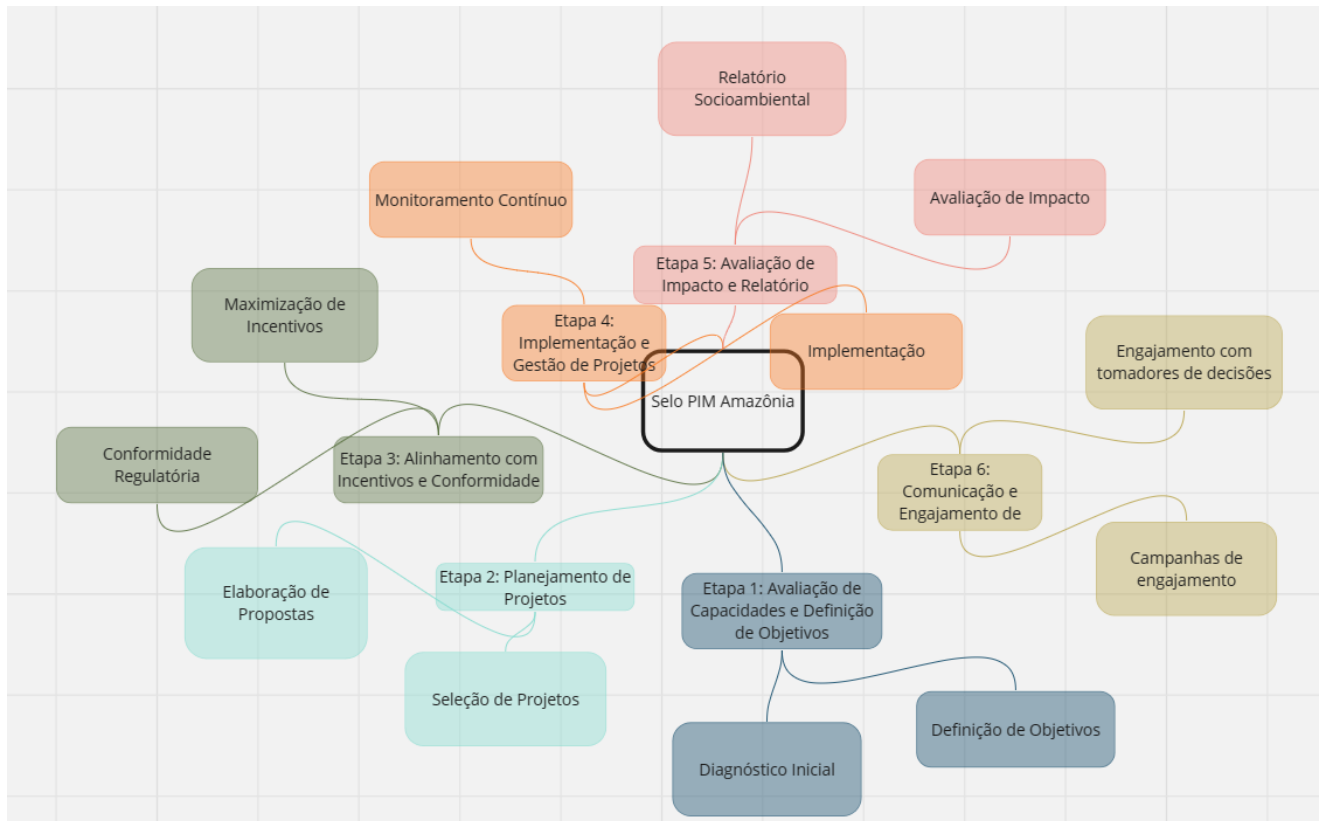 Relatório
Socioambiental
Avaliação de Impacto
Monitoramento Contínuo
Etapa 5: Avaliação de
Impacto e Relatório
Maximização de
Incentivos
Etapa 4:
Implementação e
Gestão de Projetos
Implementação
Engajamento com
tomadores de decisões
Selo PIM Amazônia
Conformidade
Regulatória
Etapa 3: Alinhamento com
Incentivos e Conformidade
Etapa 6:
Comunicação e
Engajamento de
Campanhas de
engajamento
Elaboração de
Propostas
Etapa 2: Planejamento de
Projetos
Etapa 1: Avaliação de
Capacidades e Definição
de Objetivos
Seleção de Projetos
Definição de Objetivos
Diagnóstico Inicial